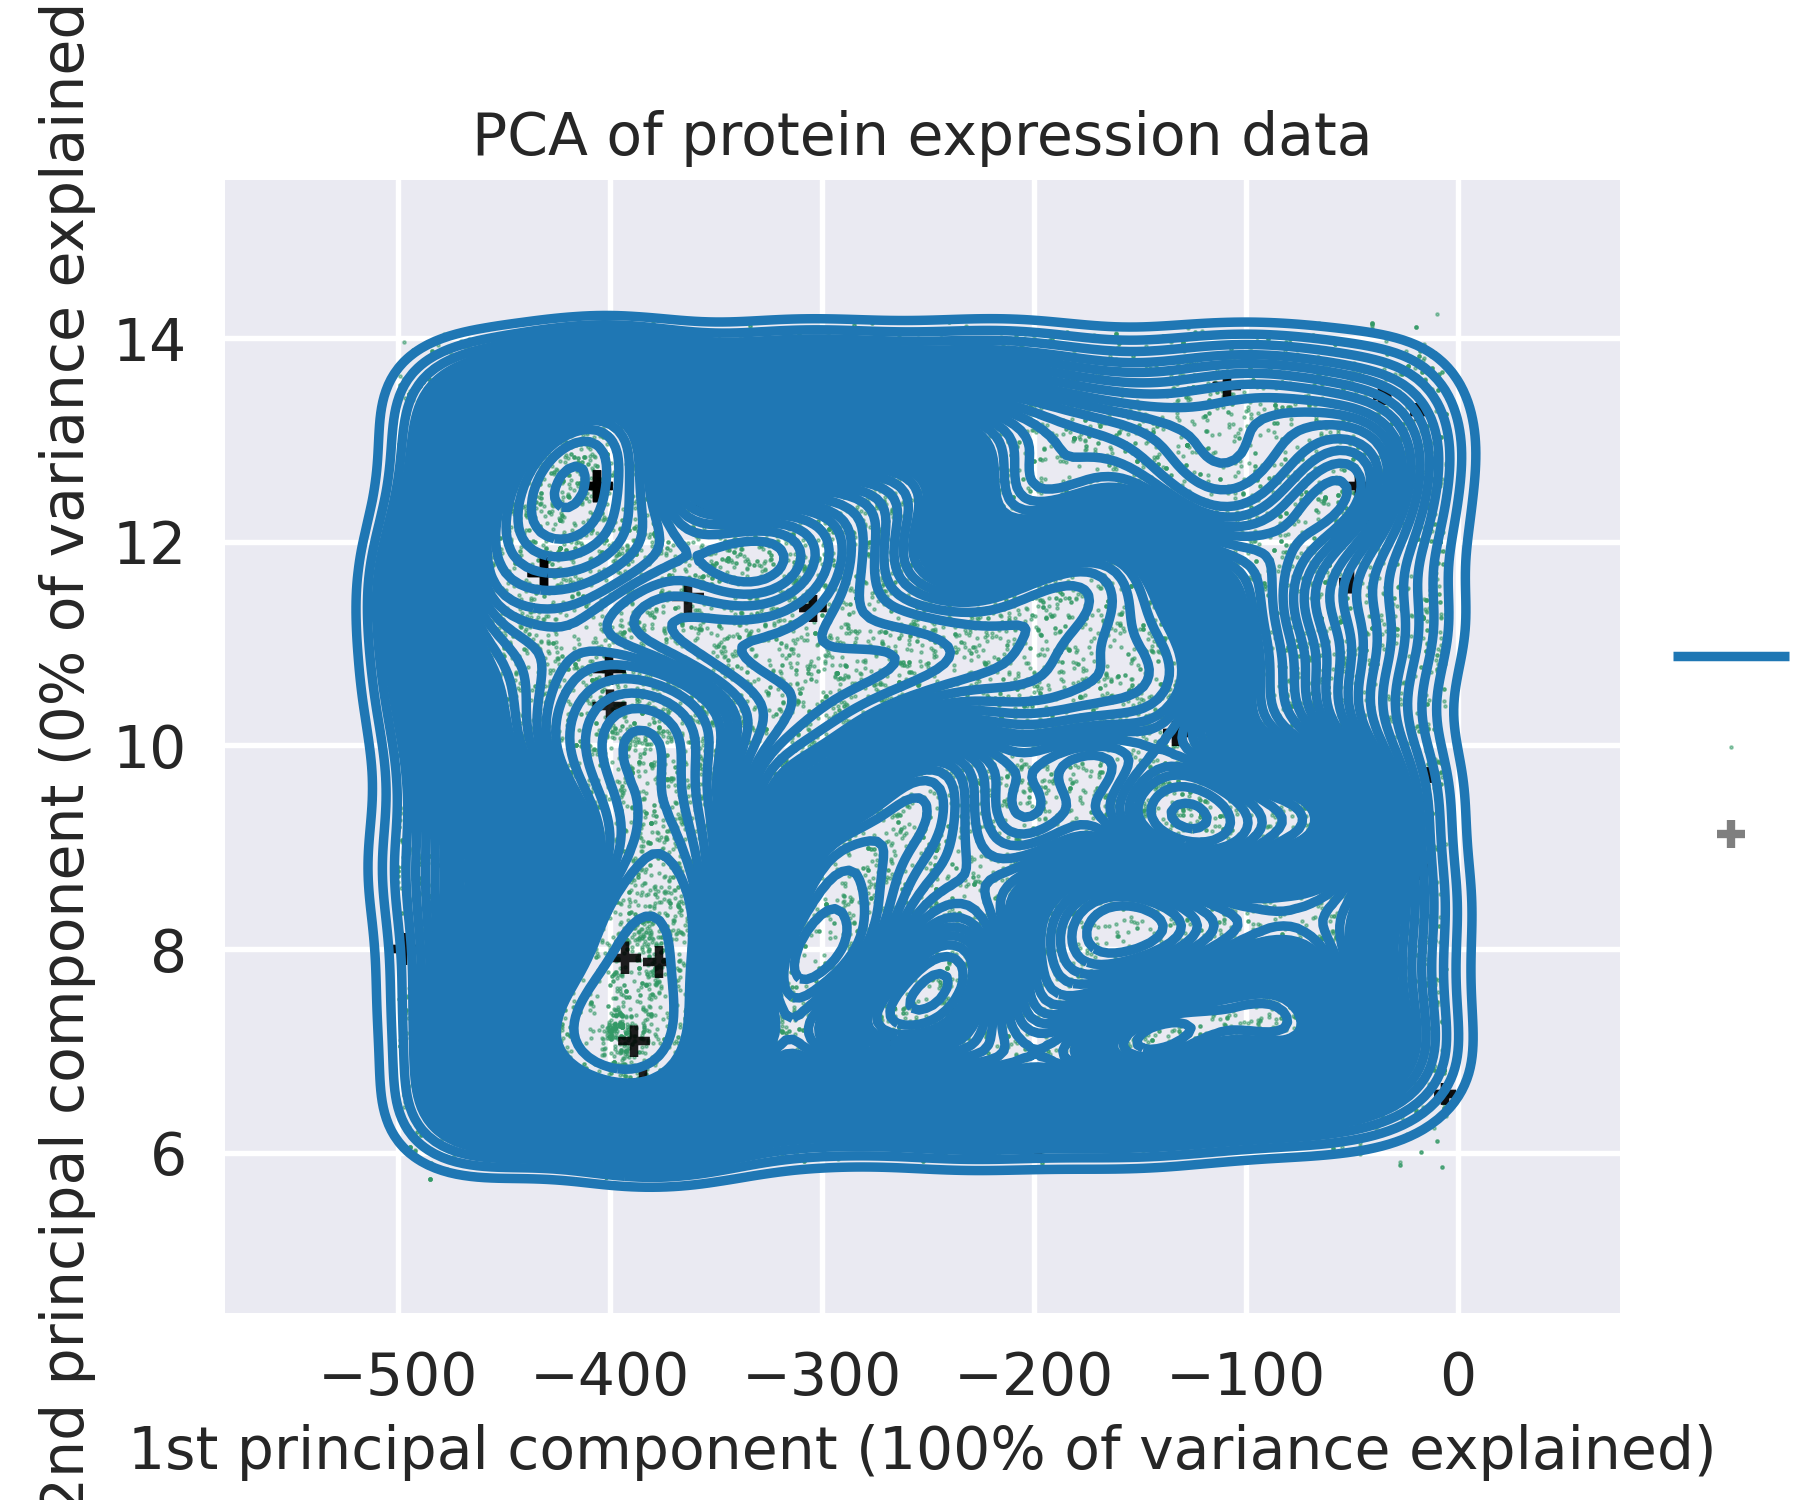 PCA of protein expression data
2nd principal component (0% of variance explained
14
12
10
8
6
−500 −400 −300 −200 −100 0
1st principal component (100% of variance explained)